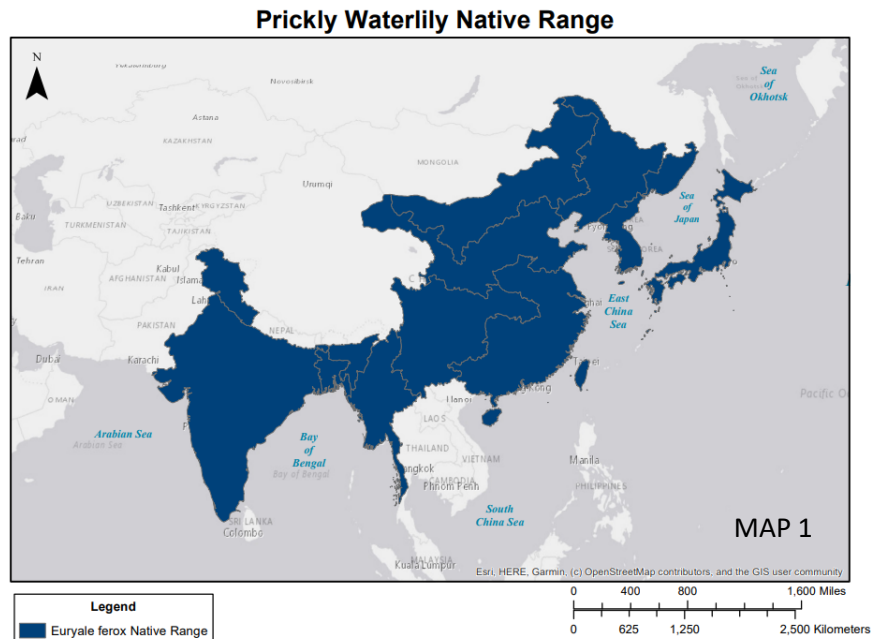 Prickly Waterlily Native Range
N
Novosibirsk
Sea
of
Okhotsk
Astana
KAZAKHSTAN
MONGOLIA
Urumqi
Baku
UZBEKISTAN
KYRGYZSTAN
Tashkent
TURKMENISTAN
TAJIKISTAN
Sea
of
Japan
Tehran
Kabul
AFGHANISTAN
IRAN
PAKISTAN
NEPAL
East
China
Sea
Dubai
Karachi
OMAN
Hanoi
LAOS
Arabian Sea
Arabian Sea
Bay
of
Bengal
Bay of Bengal
THAILAND
VIETNAM
CAMBODIA
Phnom Penh
Manila
PHILIPPINES
South
China Sea
SRI LANKA
Colombo
MALAYSIA
Kuala Lumpur
MAP 1
Esri, HERE, Garmin, (c) OpenStreetMap contributors, and the GIS user community
Legend
Euryale ferox Native Range
0 400 800 1,600 Miles
0 625 1,250 2,500 Kilometers